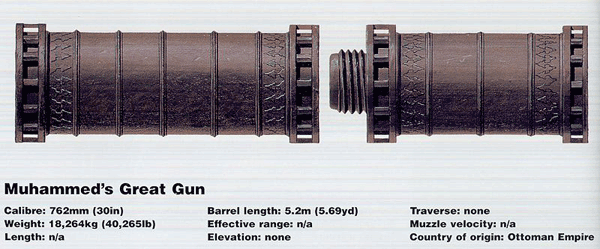 Muhammed's Great Gun
Calibre: 762mm (30in)
Weight: 18,264kg (40,265lb)
Length: n/a
Barrel length: 5.2m (5.69yd)
Effective range: n/a
Elevation: none
Traverse: none
Muzzle velocity: n/a
Country of origin: Ottoman Empire